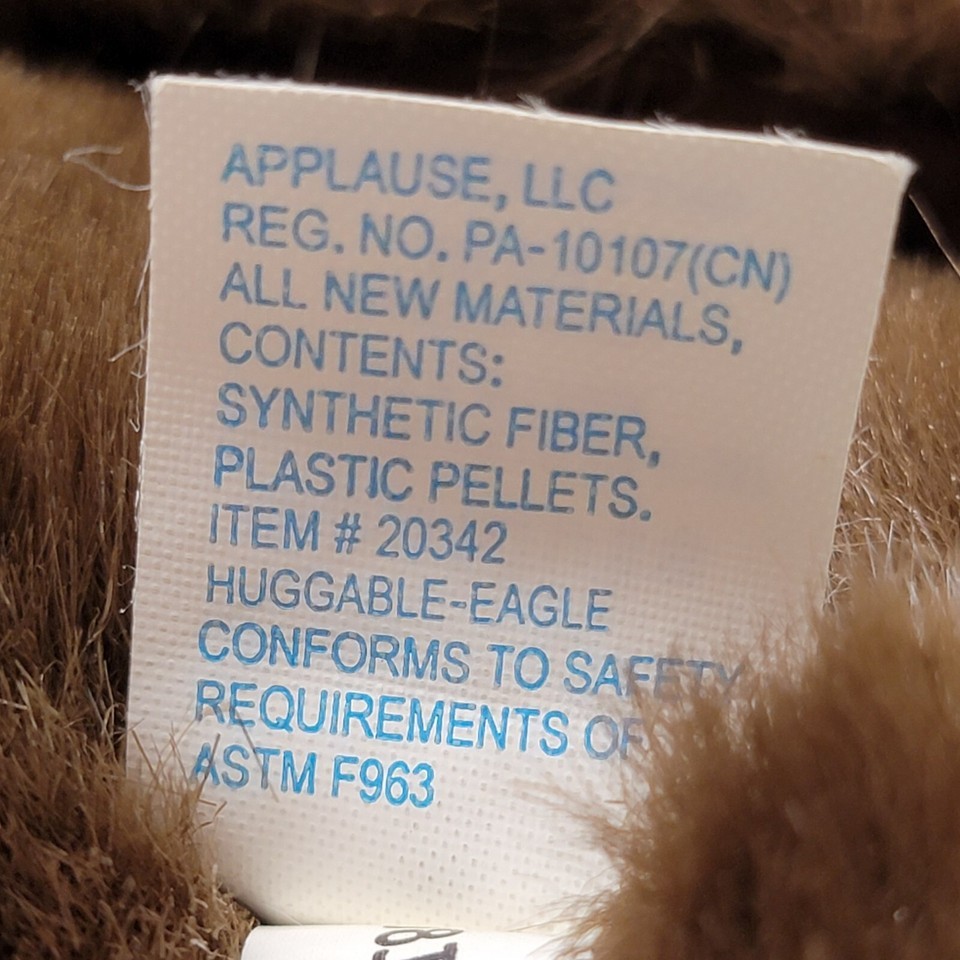 APPLAUSE, LLC
REG. NO. PA-10107(CN)
ALL NEW MATERIALS,
CONTENTS:
SYNTHETIC FIBER,
PLASTIC PELLETS.
ITEM # 20342
HUGGABLE-EAGLE
CONFORMS TO SAFETY
REQUIREMENTS OF
ASTM F963